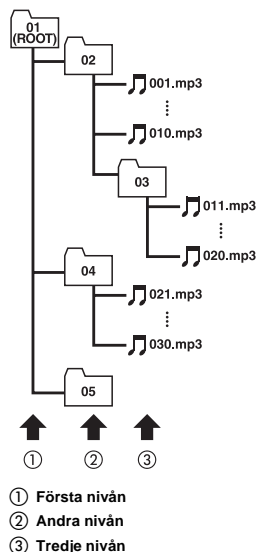 01
(ROOT)
02
001.mp3
010.mp3
03
011.mp3
020.mp3
04
021.mp3
030.mp3
05
① ② ③
① Första nivån
② Andra nivån
③ Tredje nivån